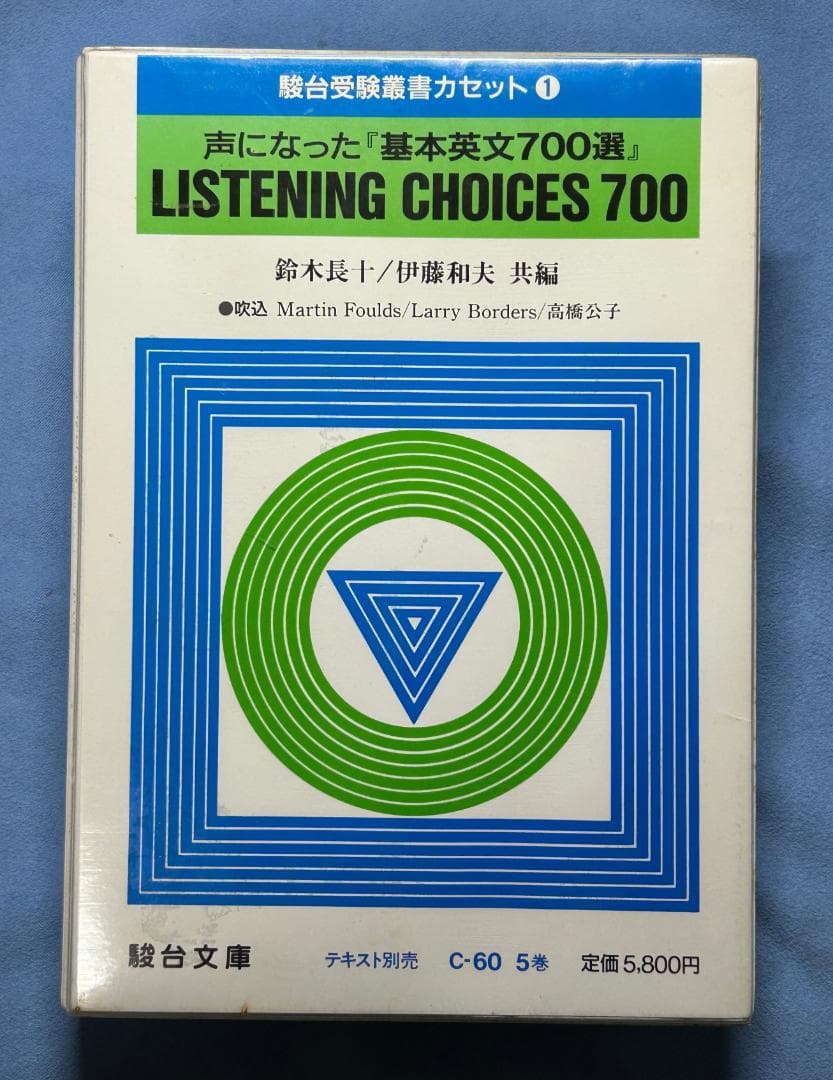 駿台受験叢書カセット❶
声になった『基本英文700選』
LISTENING CHOICES 700
鈴木長十/伊藤和夫 共編
●吹込 Martin Foulds/Larry Borders/高橋公子
駿台文庫 テキスト別売 C-60 5巻 定価5,800円